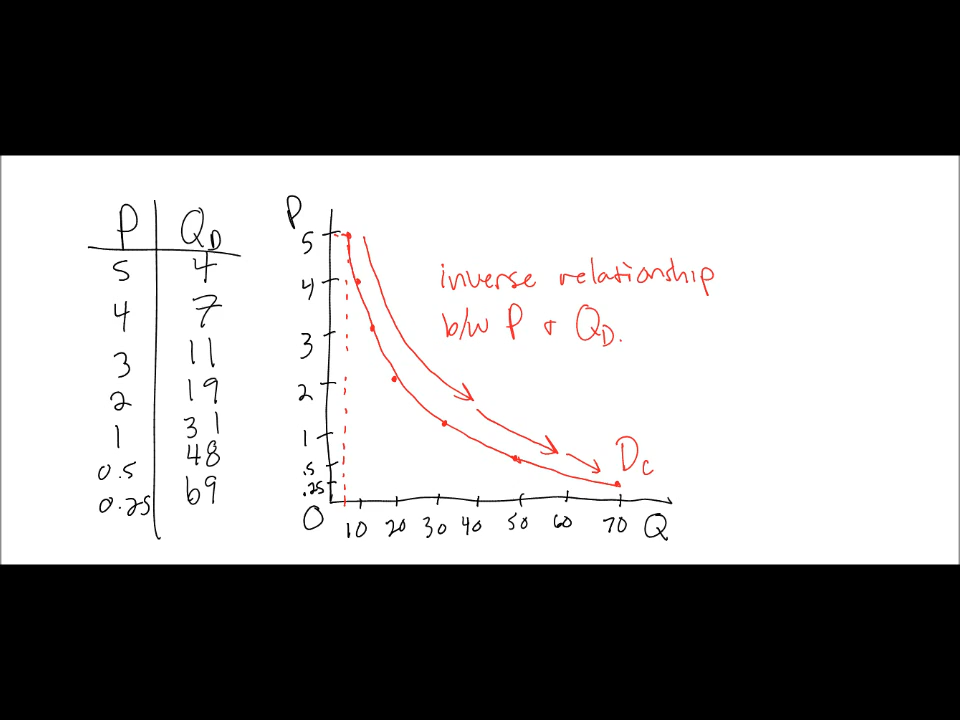 P Q_D
5 4
4 7
3 11
2 19
1 31
0.5 48
0.25 69
P
5
4
3
2
1
.5
.25
0 10 20 30 40 50 60 70 Q
inverse relationship
b/w P + Q_D.
D_C